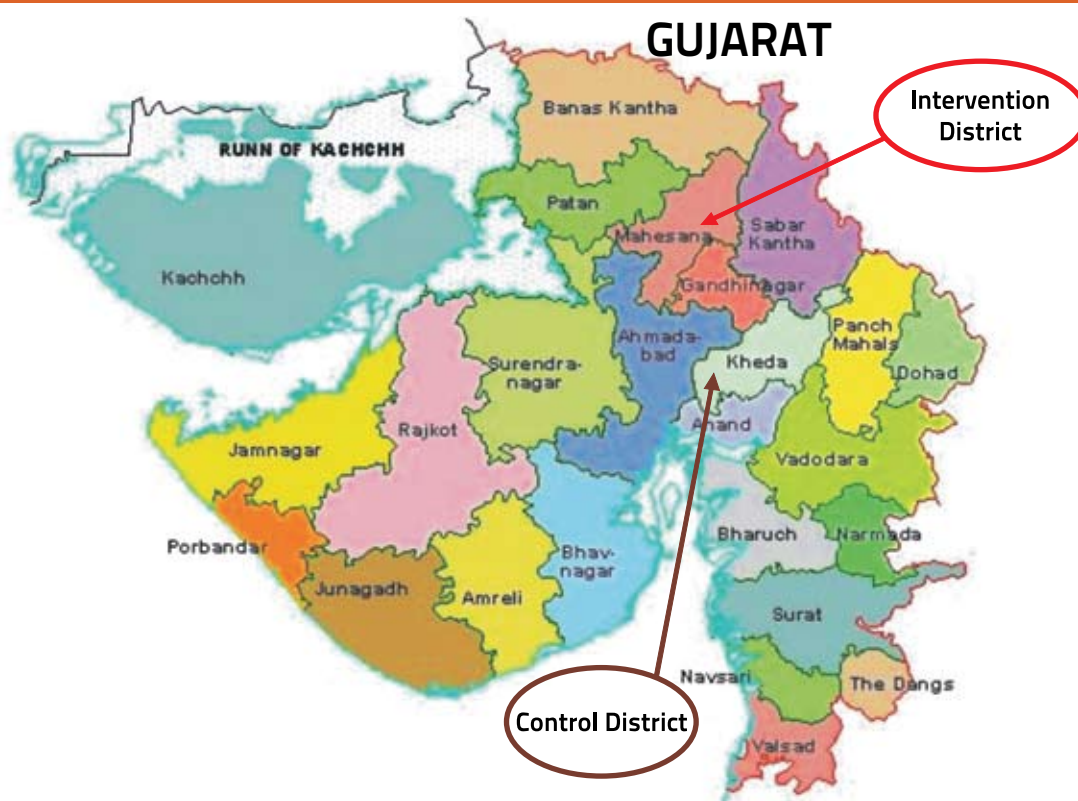 GUJARAT
Intervention
District
Banas Kantha
RUNN OF KACHCHH
Patan
Mahesana
Sabar
Kantha
Kachchh
Gandhinagar
Ahmada-
bad
Panch
Mahals
Kheda
Surendra-
nagar
Dohad
Anand
Rajkot
Jamnagar
Vadodara
Bharuch
Narmada
Porbandar
Bhav-
nagar
Junagadh
Amreli
Surat
Navsari
The Dangs
Control District
Valsad